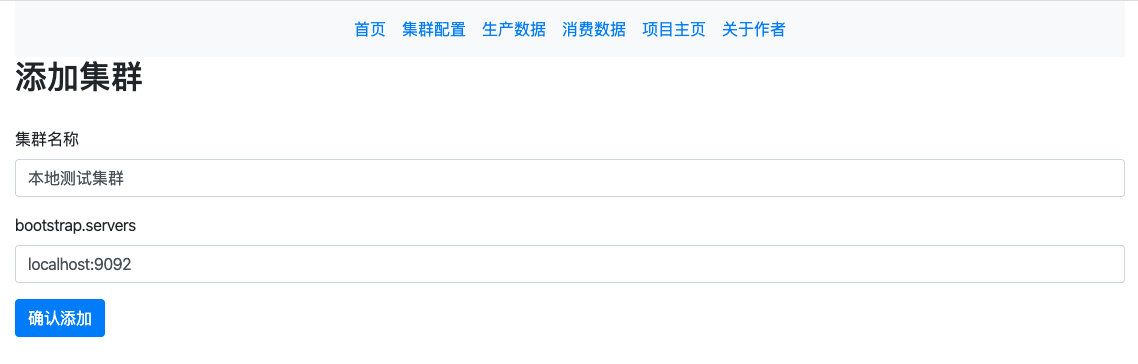 首页 集群配置 生产数据 消费数据 项目主页 关于作者
添加集群
集群名称
本地测试集群
bootstrap.servers
localhost:9092
确认添加